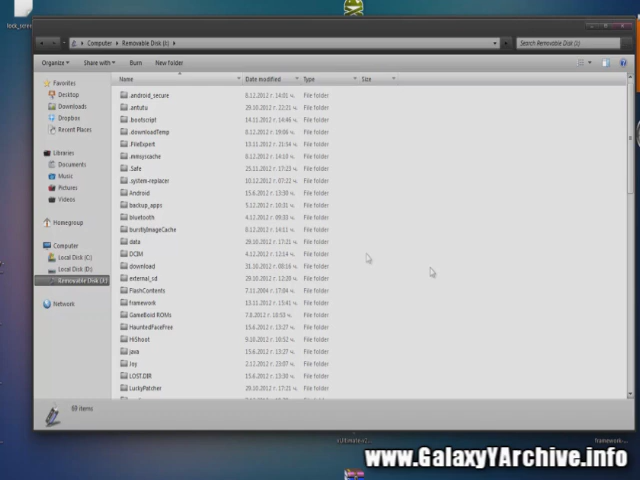 Computer ▸ Removable Disk (J:) ▸
Search Removable Disk (J:)
Organize ▾ Share with ▾ Burn New folder
Name Date modified Type Size
.android_secure 8.12.2012 г. 14:01 ч. File folder
.antutu 29.10.2012 г. 22:21 ч. File folder
.bootscript 14.11.2012 г. 14:46 ч. File folder
.downloadTemp 8.12.2012 г. 19:06 ч. File folder
.FileExpert 13.11.2012 г. 21:54 ч. File folder
.mmsyscache 8.12.2012 г. 14:10 ч. File folder
.Safe 25.11.2012 г. 17:23 ч. File folder
.system-replacer 10.12.2012 г. 07:22 ч. File folder
Android 15.6.2012 г. 13:30 ч. File folder
backup_apps 5.12.2012 г. 10:31 ч. File folder
bluetooth 4.12.2012 г. 09:33 ч. File folder
burstlyImageCache 8.12.2012 г. 14:11 ч. File folder
data 29.10.2012 г. 17:21 ч. File folder
DCIM 4.12.2012 г. 12:14 ч. File folder
download 31.10.2012 г. 08:16 ч. File folder
external_sd 29.10.2012 г. 12:20 ч. File folder
FlashContents 7.11.2004 г. 17:04 ч. File folder
framework 13.11.2012 г. 15:41 ч. File folder
GameBoid ROMs 7.8.2012 г. 18:53 ч. File folder
HauntedFaceFree 15.6.2012 г. 13:27 ч. File folder
HiShoot 9.10.2012 г. 10:52 ч. File folder
java 15.6.2012 г. 13:27 ч. File folder
Joy 2.12.2012 г. 23:07 ч. File folder
LOST.DIR 15.6.2012 г. 13:30 ч. File folder
LuckyPatcher 29.10.2012 г. 17:21 ч. File folder
Favorites
Desktop
Downloads
Dropbox
Recent Places
Libraries
Documents
Music
Pictures
Videos
Homegroup
Computer
Local Disk (C:)
Local Disk (D:)
Removable Disk (J:)
Network
69 items
framework-...
www.GalaxyYArchive.info